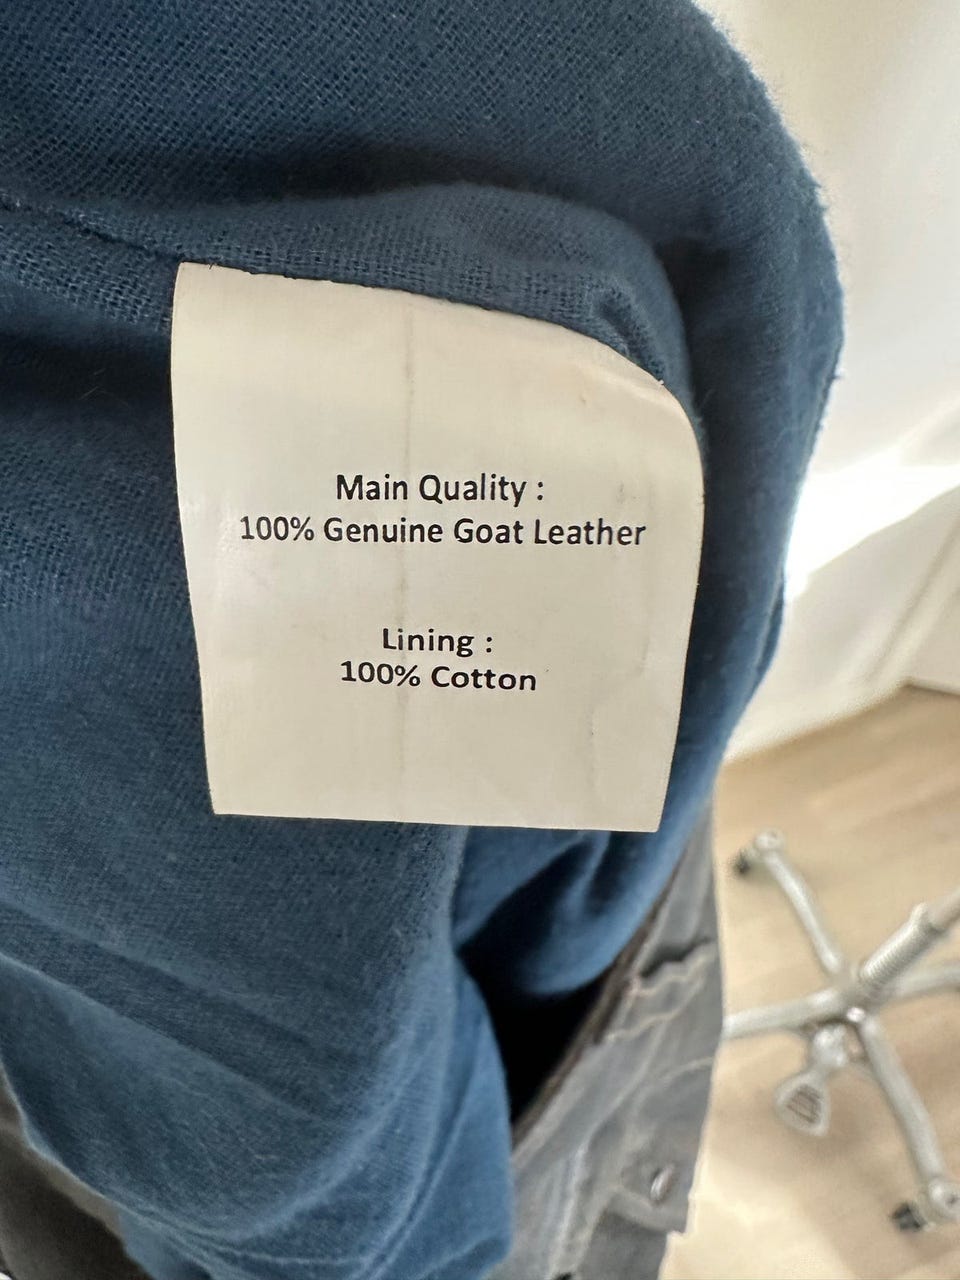 Main Quality :
100% Genuine Goat Leather
Lining :
100% Cotton